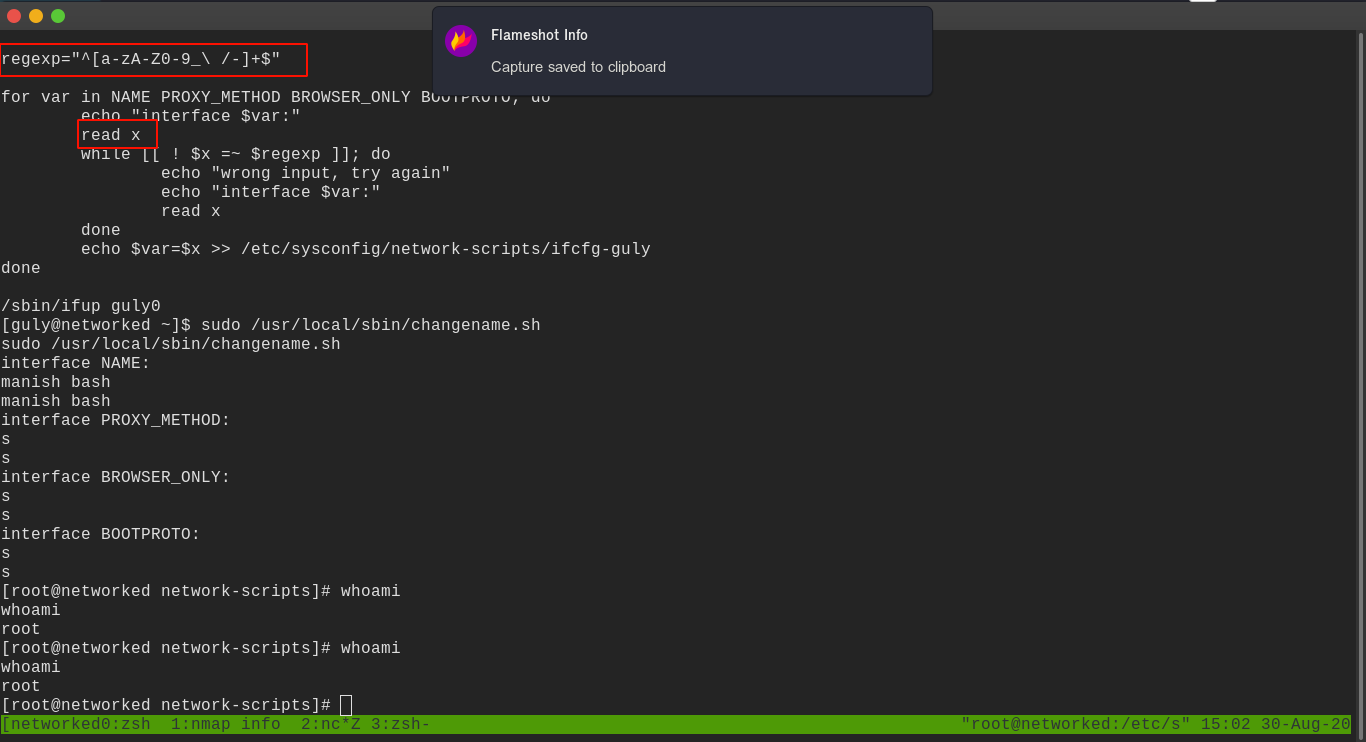 Flameshot Info
Capture saved to clipboard
regexp="^[a-zA-Z0-9_\ /-]+$"
for var in NAME PROXY_METHOD BROWSER_ONLY BOOTPROTO; do
        echo "interface $var:"
        read x
        while [[ ! $x =~ $regexp ]]; do
                echo "wrong input, try again"
                echo "interface $var:"
                read x
        done
        echo $var=$x >> /etc/sysconfig/network-scripts/ifcfg-guly
done
/sbin/ifup guly0
[guly@networked ~]$ sudo /usr/local/sbin/changename.sh
sudo /usr/local/sbin/changename.sh
interface NAME:
manish bash
manish bash
interface PROXY_METHOD:
s
s
interface BROWSER_ONLY:
s
s
interface BOOTPROTO:
s
s
[root@networked network-scripts]# whoami
whoami
root
[root@networked network-scripts]# whoami
whoami
root
[root@networked network-scripts]#
[networked0:zsh  1:nmap info  2:nc*Z 3:zsh-  "root@networked:/etc/s" 15:02 30-Aug-20